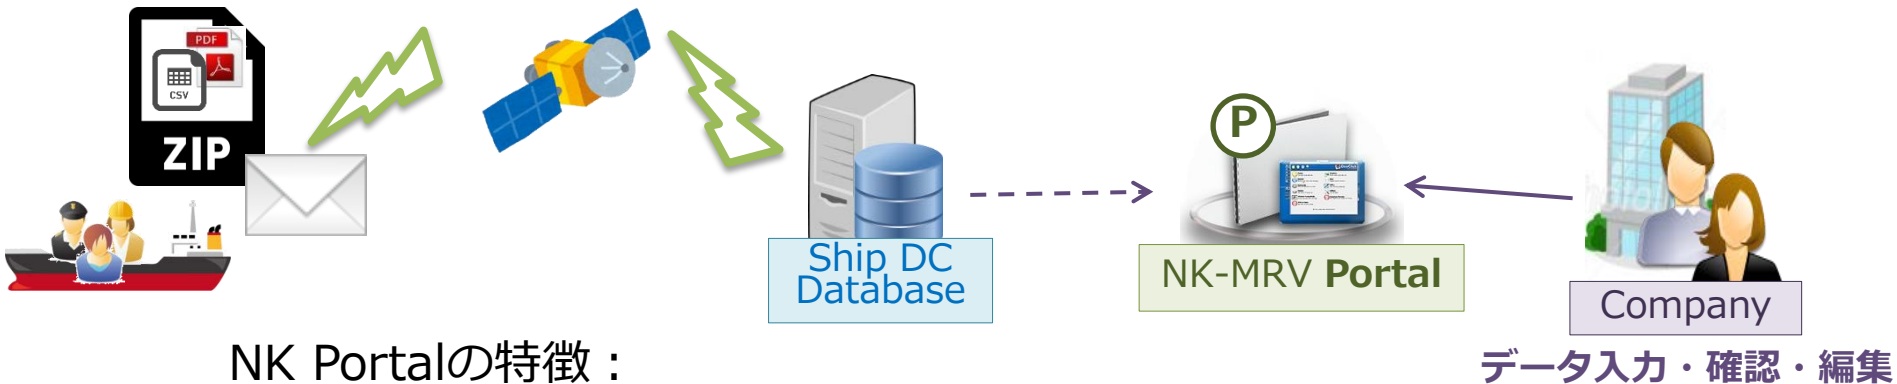 PDF
CSV
ZIP
P
Ship DC
Database
NK-MRV Portal
Company
NK Portalの特徴：
データ入力・確認・編集